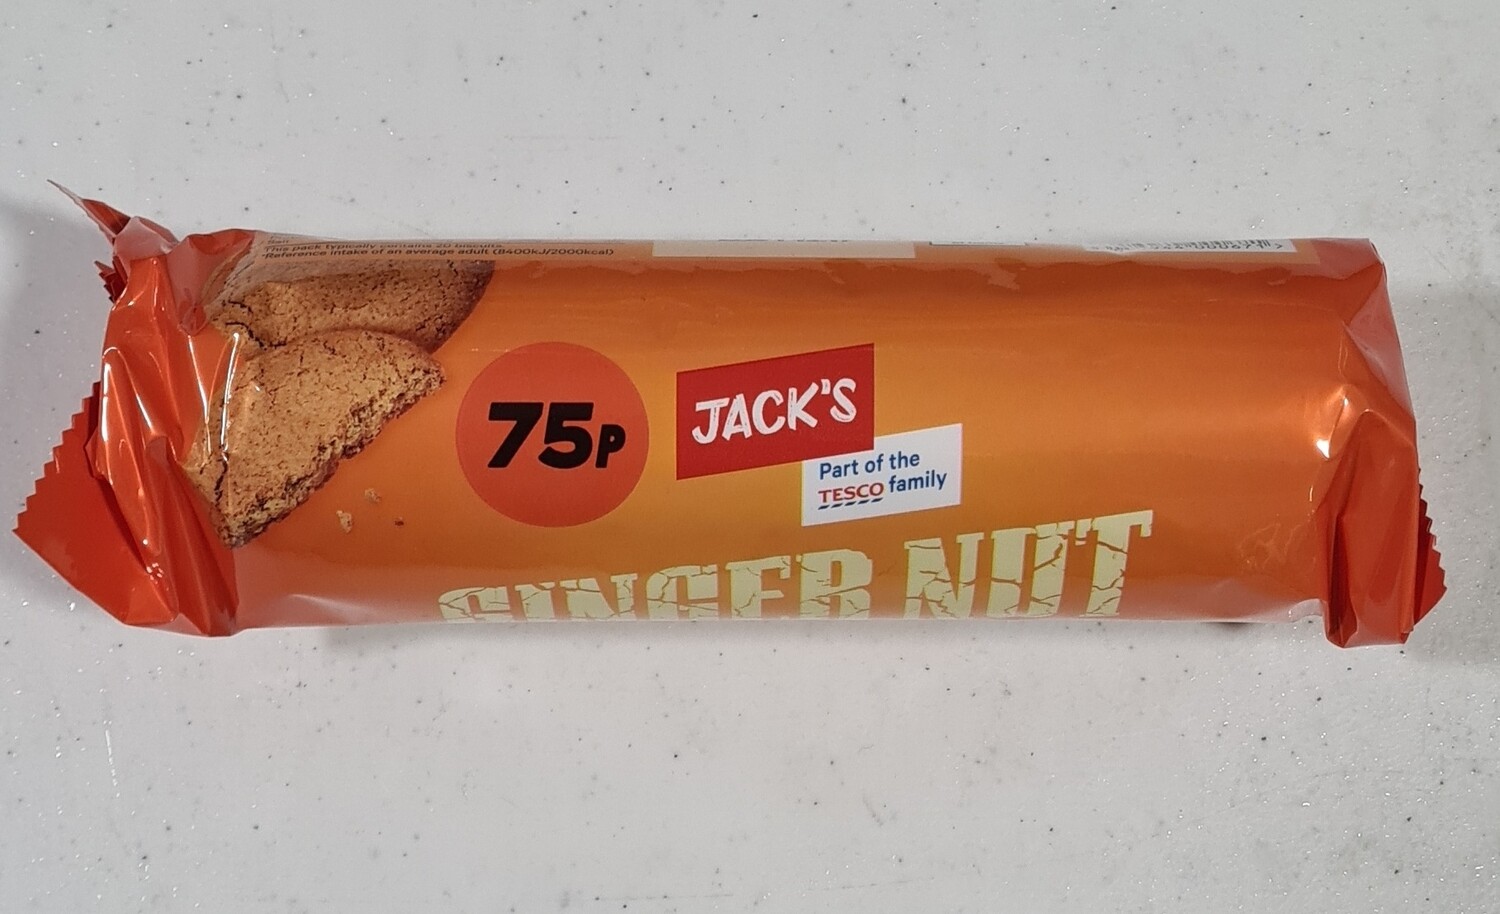 This pack typically contains 20 biscuits.
*Reference intake of an average adult (8400kJ/2000kcal)
75p
JACK'S
Part of the
TESCO family
GINGER NUT